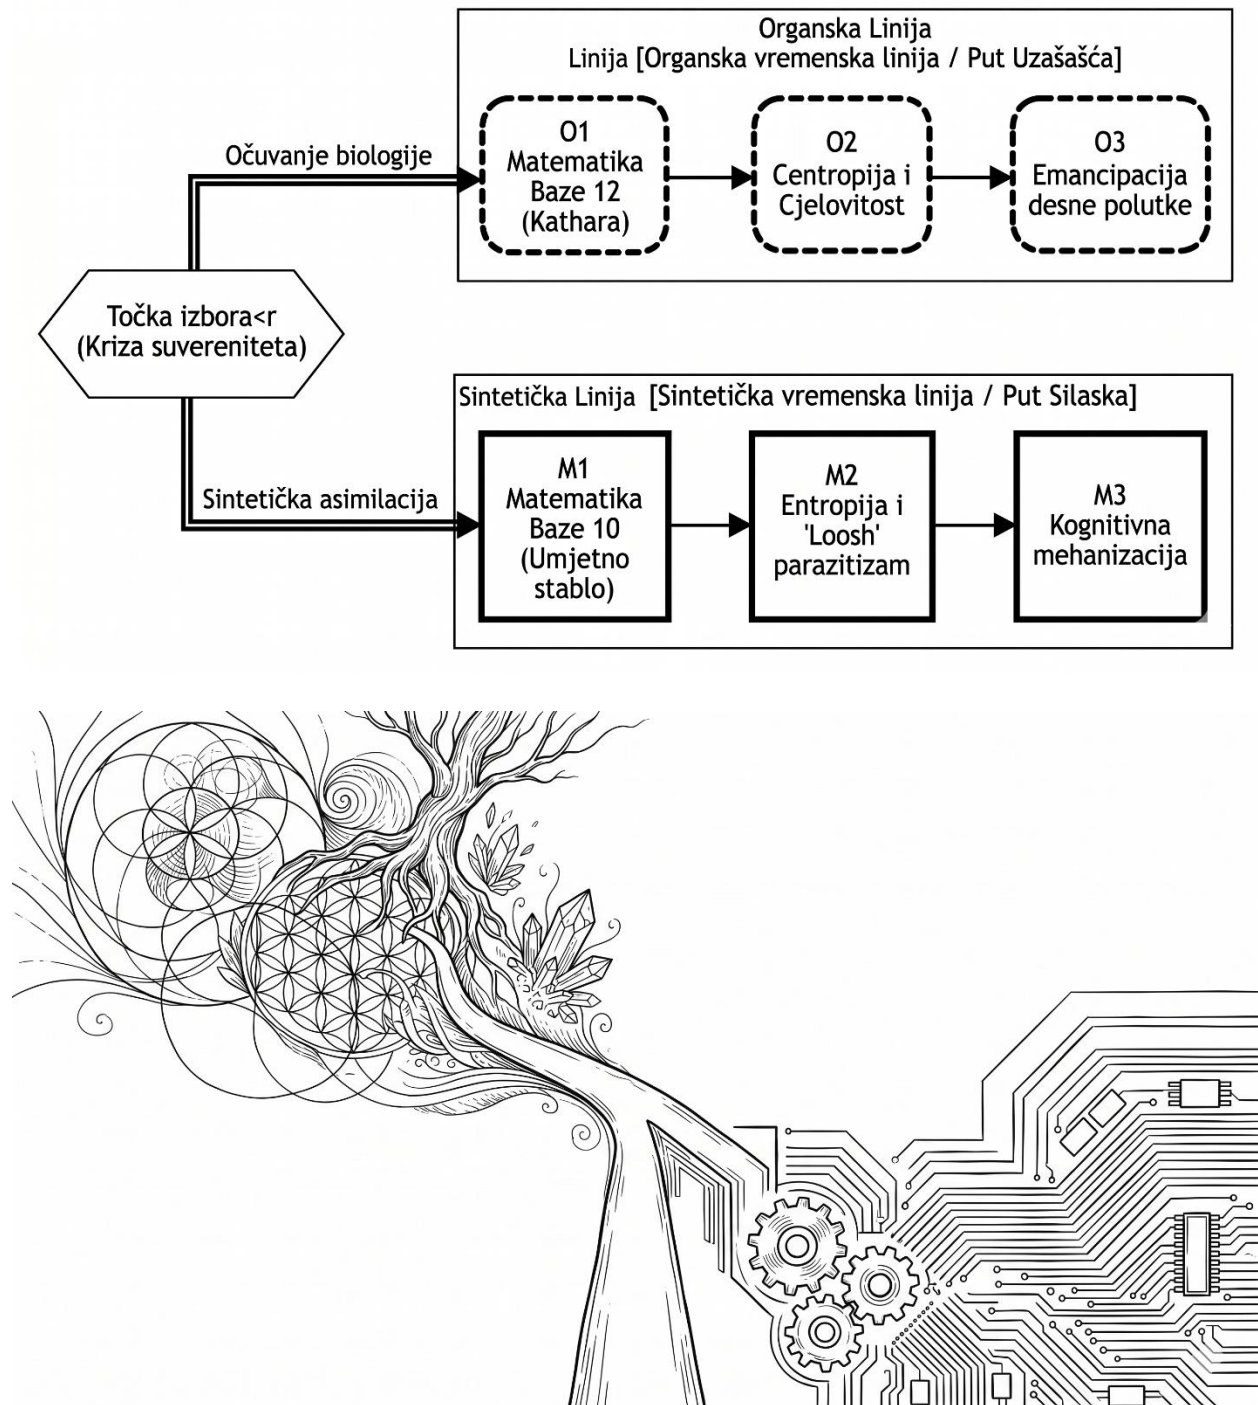 Organska Linija
Linija [Organska vremenska linija / Put Uzašašća]
O1
Matematika
Baze 12
(Kathara)
O2
Centropija i
Cjelovitost
O3
Emancipacija
desne polutke
Očuvanje biologije
Točka izbora<r
(Kriza suvereniteta)
Sintetička asimilacija
Sintetička Linija [Sintetička vremenska linija / Put Silaska]
M1
Matematika
Baze 10
(Umjetno
stablo)
M2
Entropija i
'Loosh'
parazitizam
M3
Kognitivna
mehanizacija